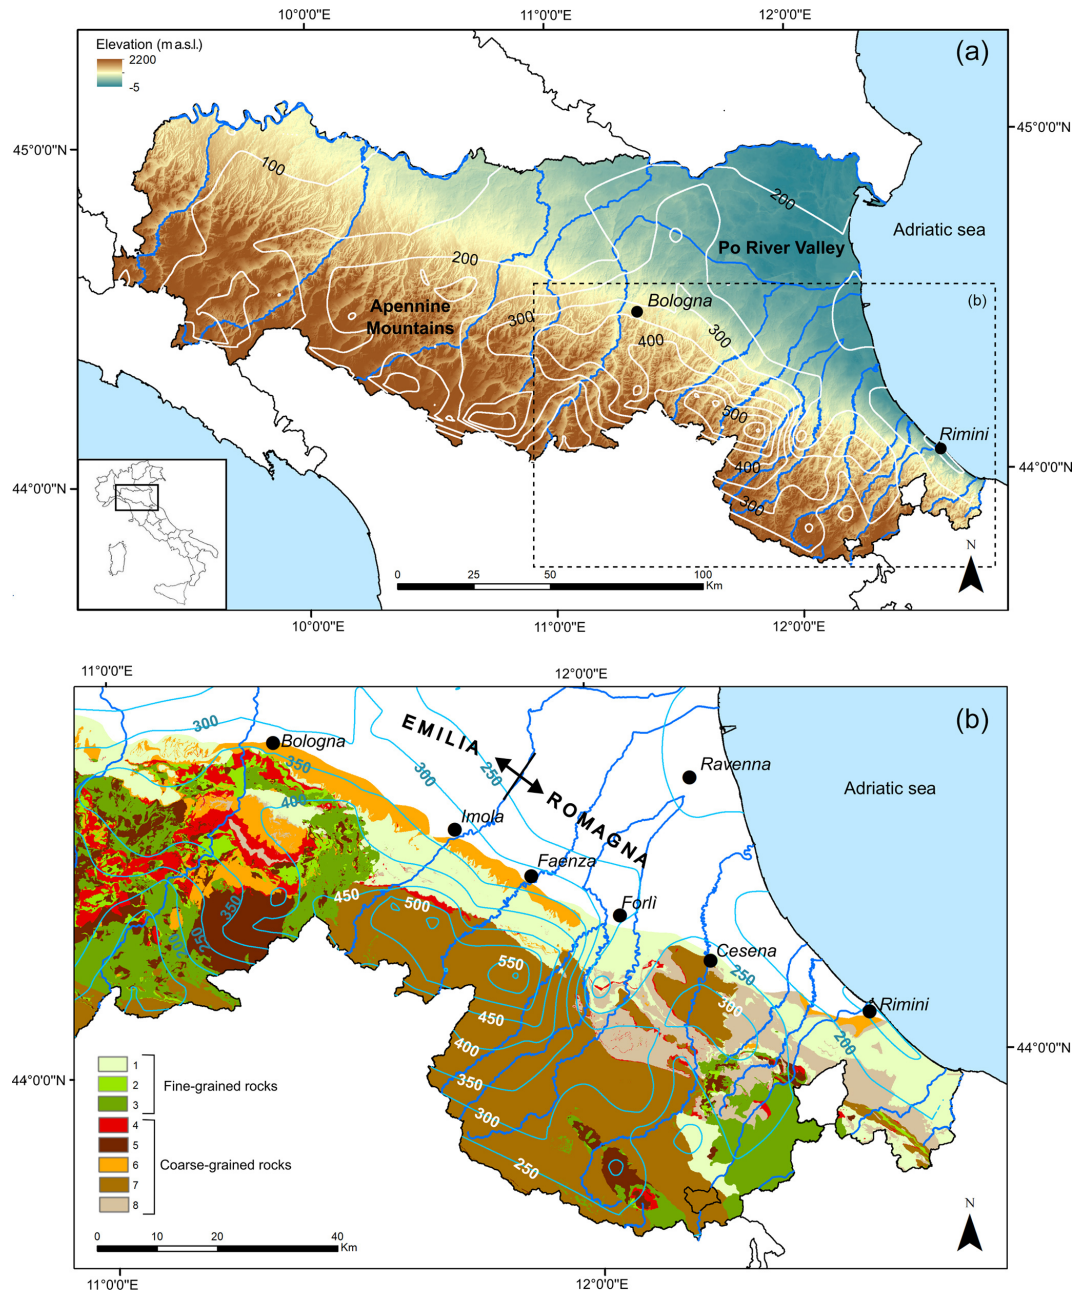 10°0'0"E 11°0'0"E 12°0'0"E
Elevation (m a.s.l.)
2200
-5
(a)
45°0'0"N
45°0'0"N
100
200
Adriatic sea
Po River Valley
200
(b)
Bologna
Apennine
Mountains
300
300
400
500
Rimini
400
44°0'0"N
44°0'0"N
300
N
0 25 50 100
Km
10°0'0"E 11°0'0"E 12°0'0"E
11°0'0"E 12°0'0"E
(b)
300
EMILIA
Bologna
350
300
250
Ravenna
Adriatic sea
400
ROMAGNA
Imola
Faenza
450
500
Forlì
350
250
300
Cesena
550
250
300
Rimini
450
200
400
44°0'0"N
350
44°0'0"N
300
250
1
2
3
Fine-grained rocks
4
5
6
7
8
Coarse-grained rocks
N
0 10 20 40
Km
11°0'0"E 12°0'0"E